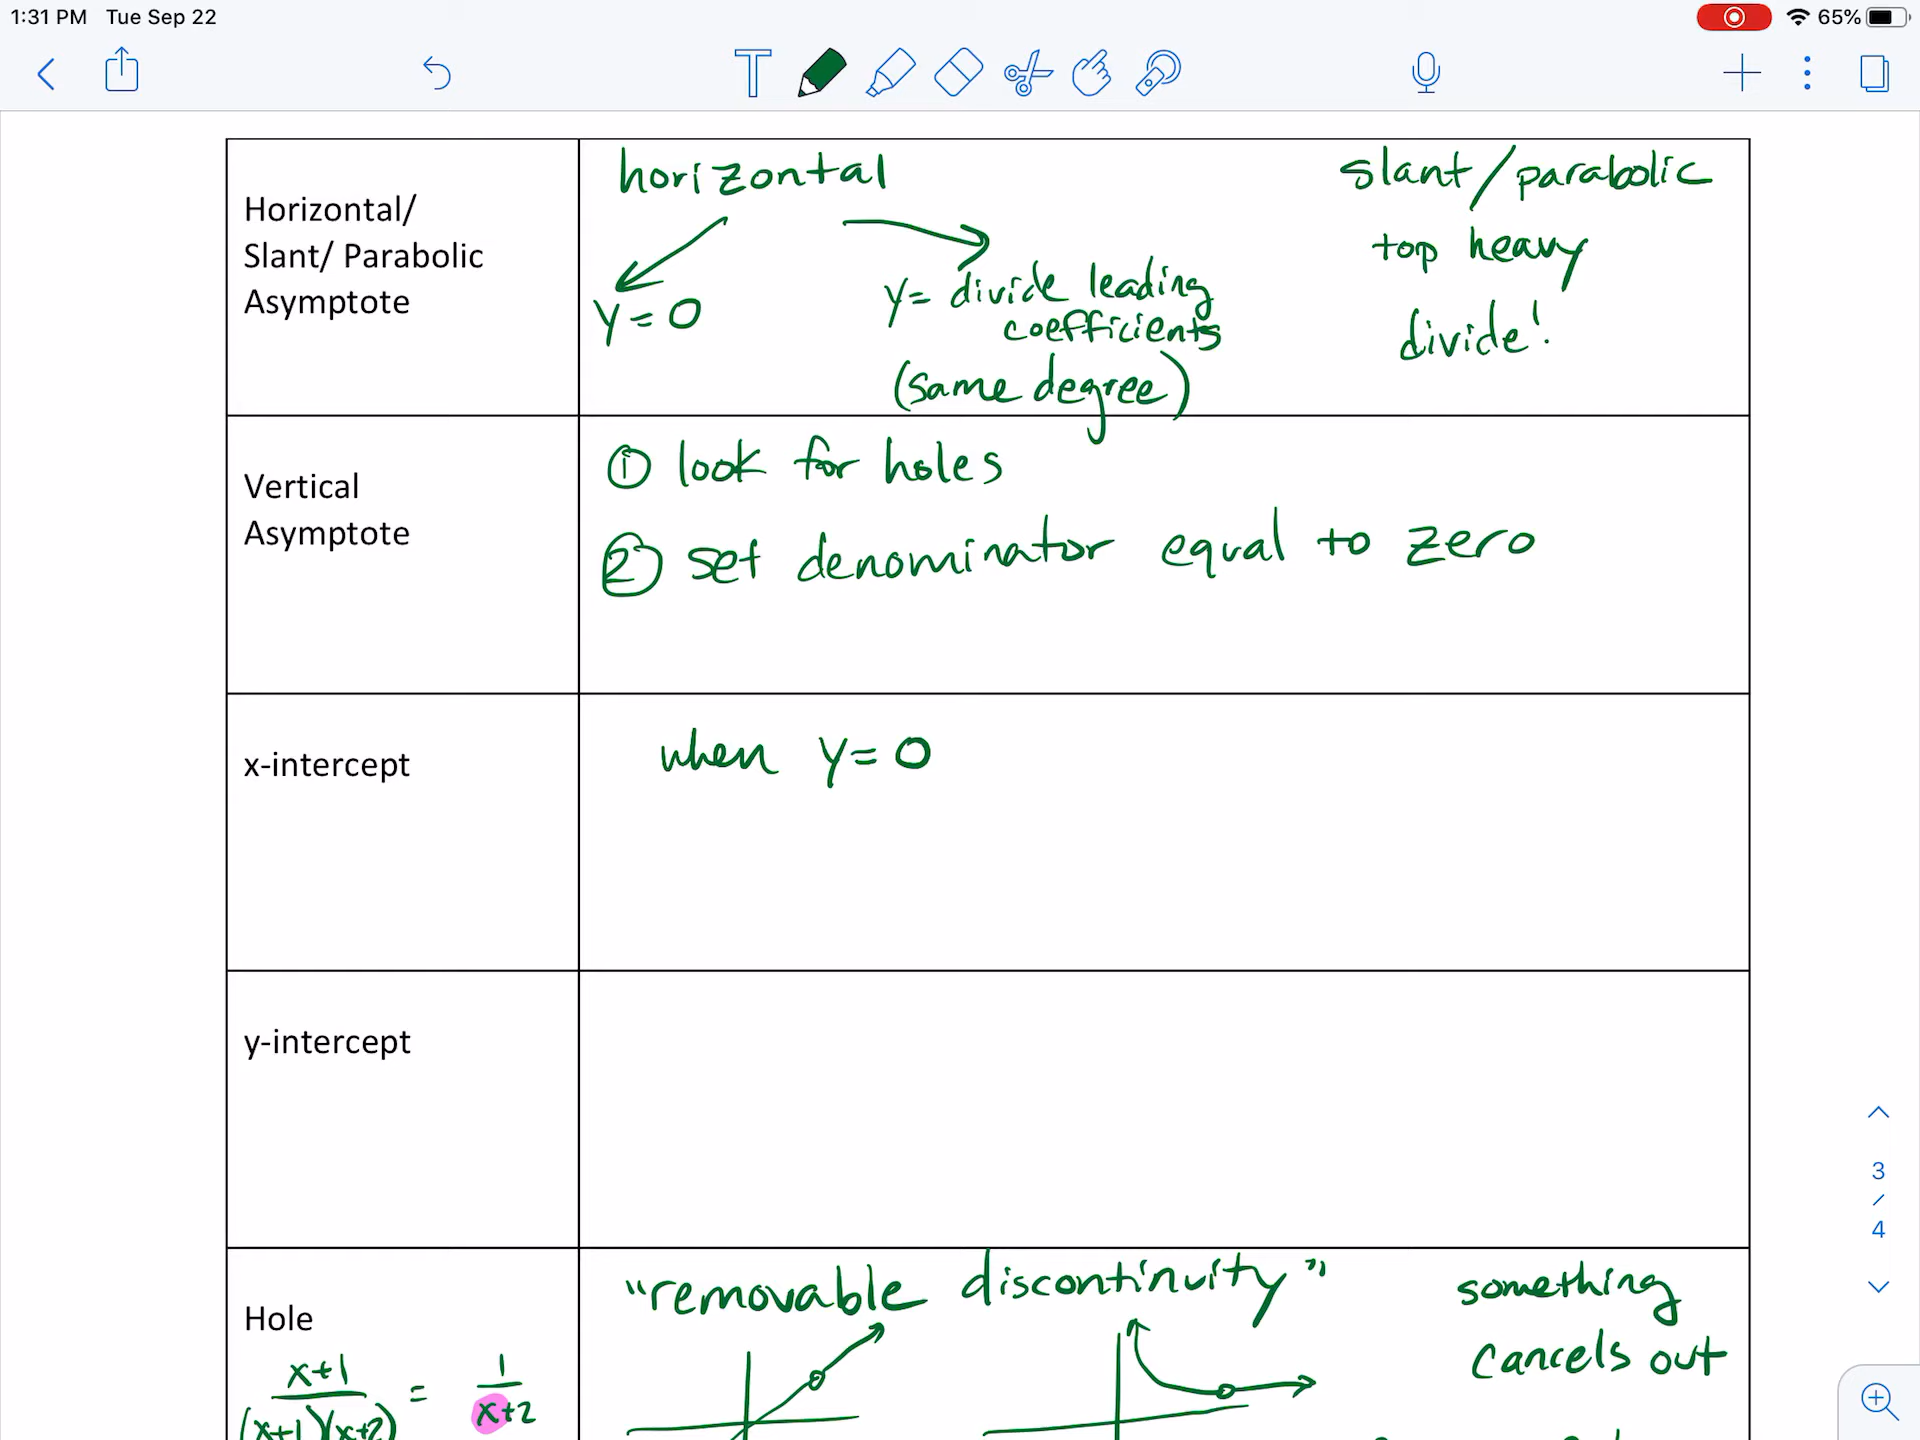 1:31 PM Tue Sep 22
65%
T
Horizontal/
Slant/ Parabolic
Asymptote
horizontal
y=0
y= divide leading
coefficients
(same degree)
slant/parabolic
top heavy
divide!
Vertical
Asymptote
① look for holes
② set denominator equal to zero
x-intercept
when y=0
y-intercept
3
/
4
Hole
x+1
(x+1)(x+2)
=
1
x+2
"removable discontinuity"
something
cancels out